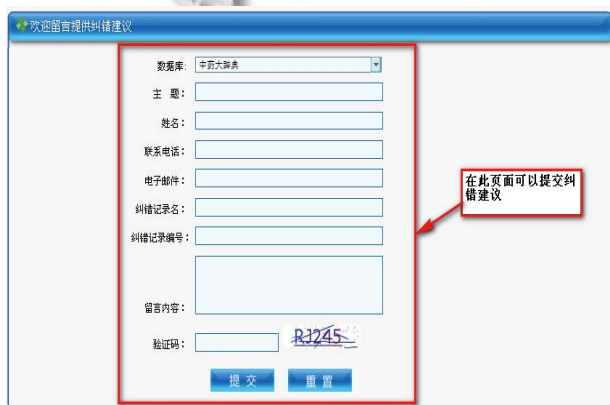 欢迎留言提供纠错建议
数据库: 中药大辞典
主 题:
姓名:
联系电话:
电子邮件:
纠错记录名:
纠错记录编号:
留言内容:
验证码: RJ245
提 交 重 置
在此页面可以提交纠
错建议